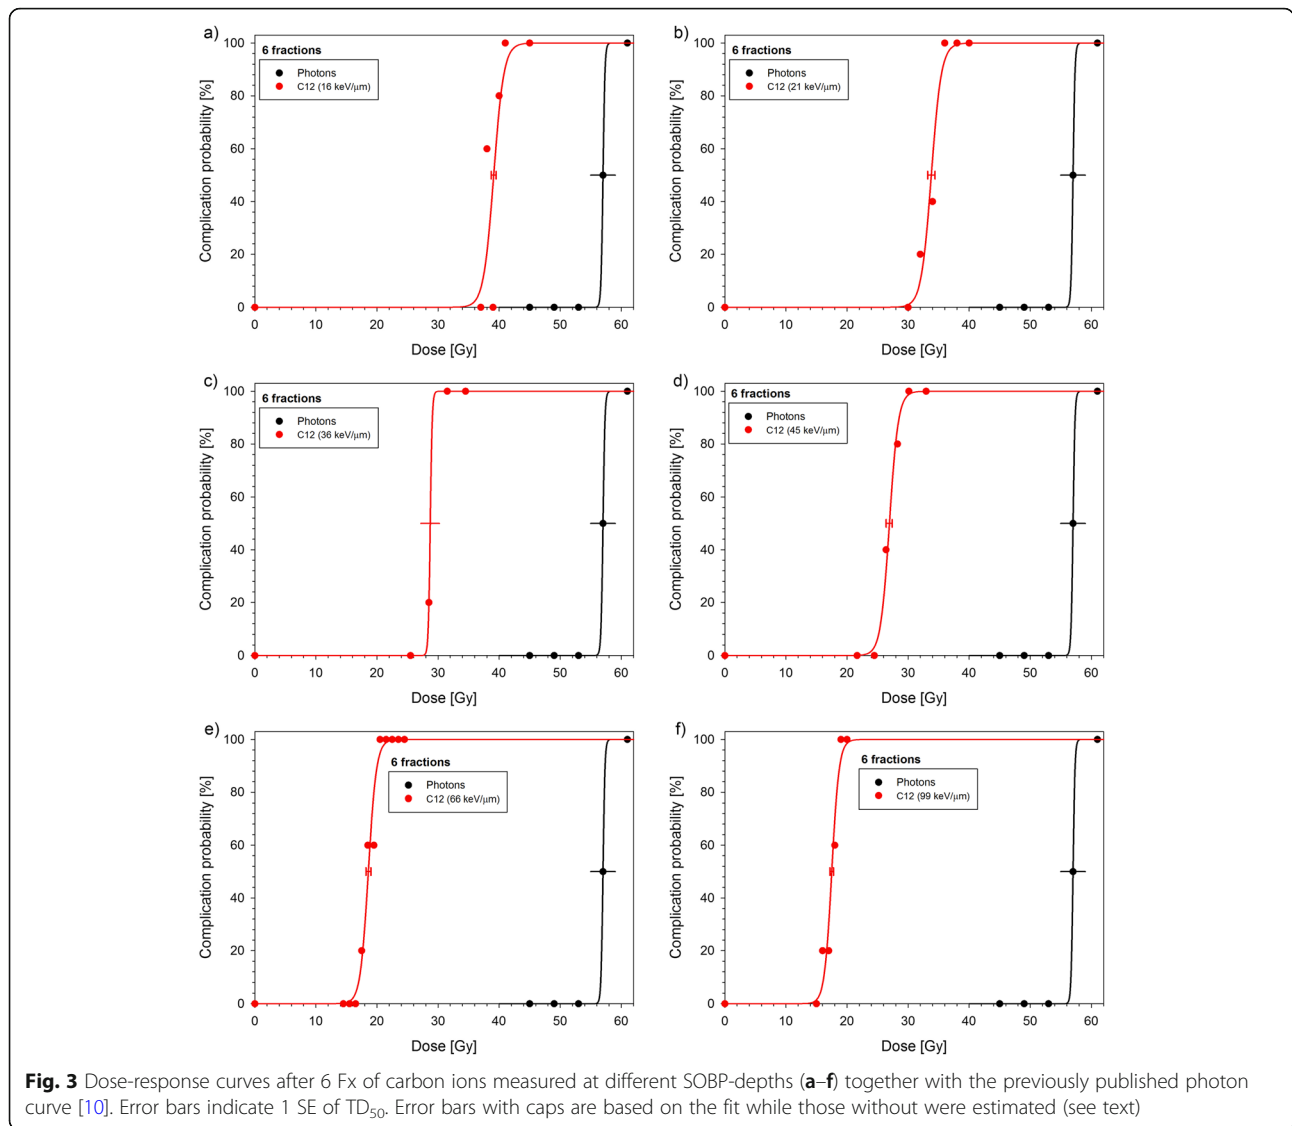 a)
6 fractions
Photons
C12 (16 keV/μm)
Complication probability [%]
100
80
60
40
20
0
0 10 20 30 40 50 60
Dose [Gy]
b)
6 fractions
Photons
C12 (21 keV/μm)
Complication probability [%]
100
80
60
40
20
0
0 10 20 30 40 50 60
Dose [Gy]
c)
6 fractions
Photons
C12 (36 keV/μm)
Complication probability [%]
100
80
60
40
20
0
0 10 20 30 40 50 60
Dose [Gy]
d)
6 fractions
Photons
C12 (45 keV/μm)
Complication probability [%]
100
80
60
40
20
0
0 10 20 30 40 50 60
Dose [Gy]
e)
6 fractions
Photons
C12 (66 keV/μm)
Complication probability [%]
100
80
60
40
20
0
0 10 20 30 40 50 60
Dose [Gy]
f)
6 fractions
Photons
C12 (99 keV/μm)
Complication probability [%]
100
80
60
40
20
0
0 10 20 30 40 50 60
Dose [Gy]
Fig. 3 Dose-response curves after 6 Fx of carbon ions measured at different SOBP-depths (a–f) together with the previously published photon
curve [10]. Error bars indicate 1 SE of TD50. Error bars with caps are based on the fit while those without were estimated (see text)